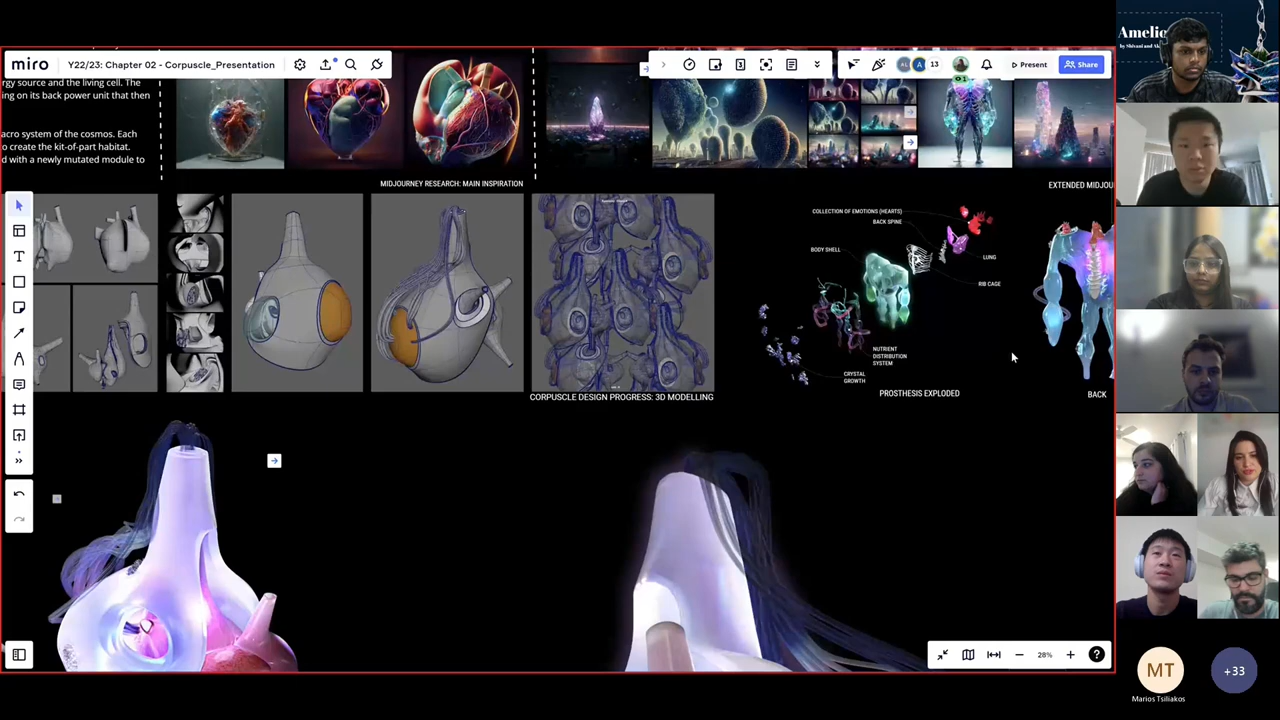 miro
Y22/23: Chapter 02 - Corpuscle_Presentation
13
Present
Share
rgy source and the living cell. The
ing on its back power unit that then
acro system of the cosmos. Each
o create the kit-of-part habitat.
d with a newly mutated module to
MIDJOURNEY RESEARCH: MAIN INSPIRATION
EXTENDED MIDJOU
COLLECTION OF EMOTIONS (HEARTS)
BACK SPINE
BODY SHELL
LUNG
RIB CAGE
NUTRIENT
DISTRIBUTION
SYSTEM
CRYSTAL
GROWTH
PROSTHESIS EXPLODED
BACK
CORPUSCLE DESIGN PROGRESS: 3D MODELLING
28%
Amelio
MT
Marios Tsiliakos
+33